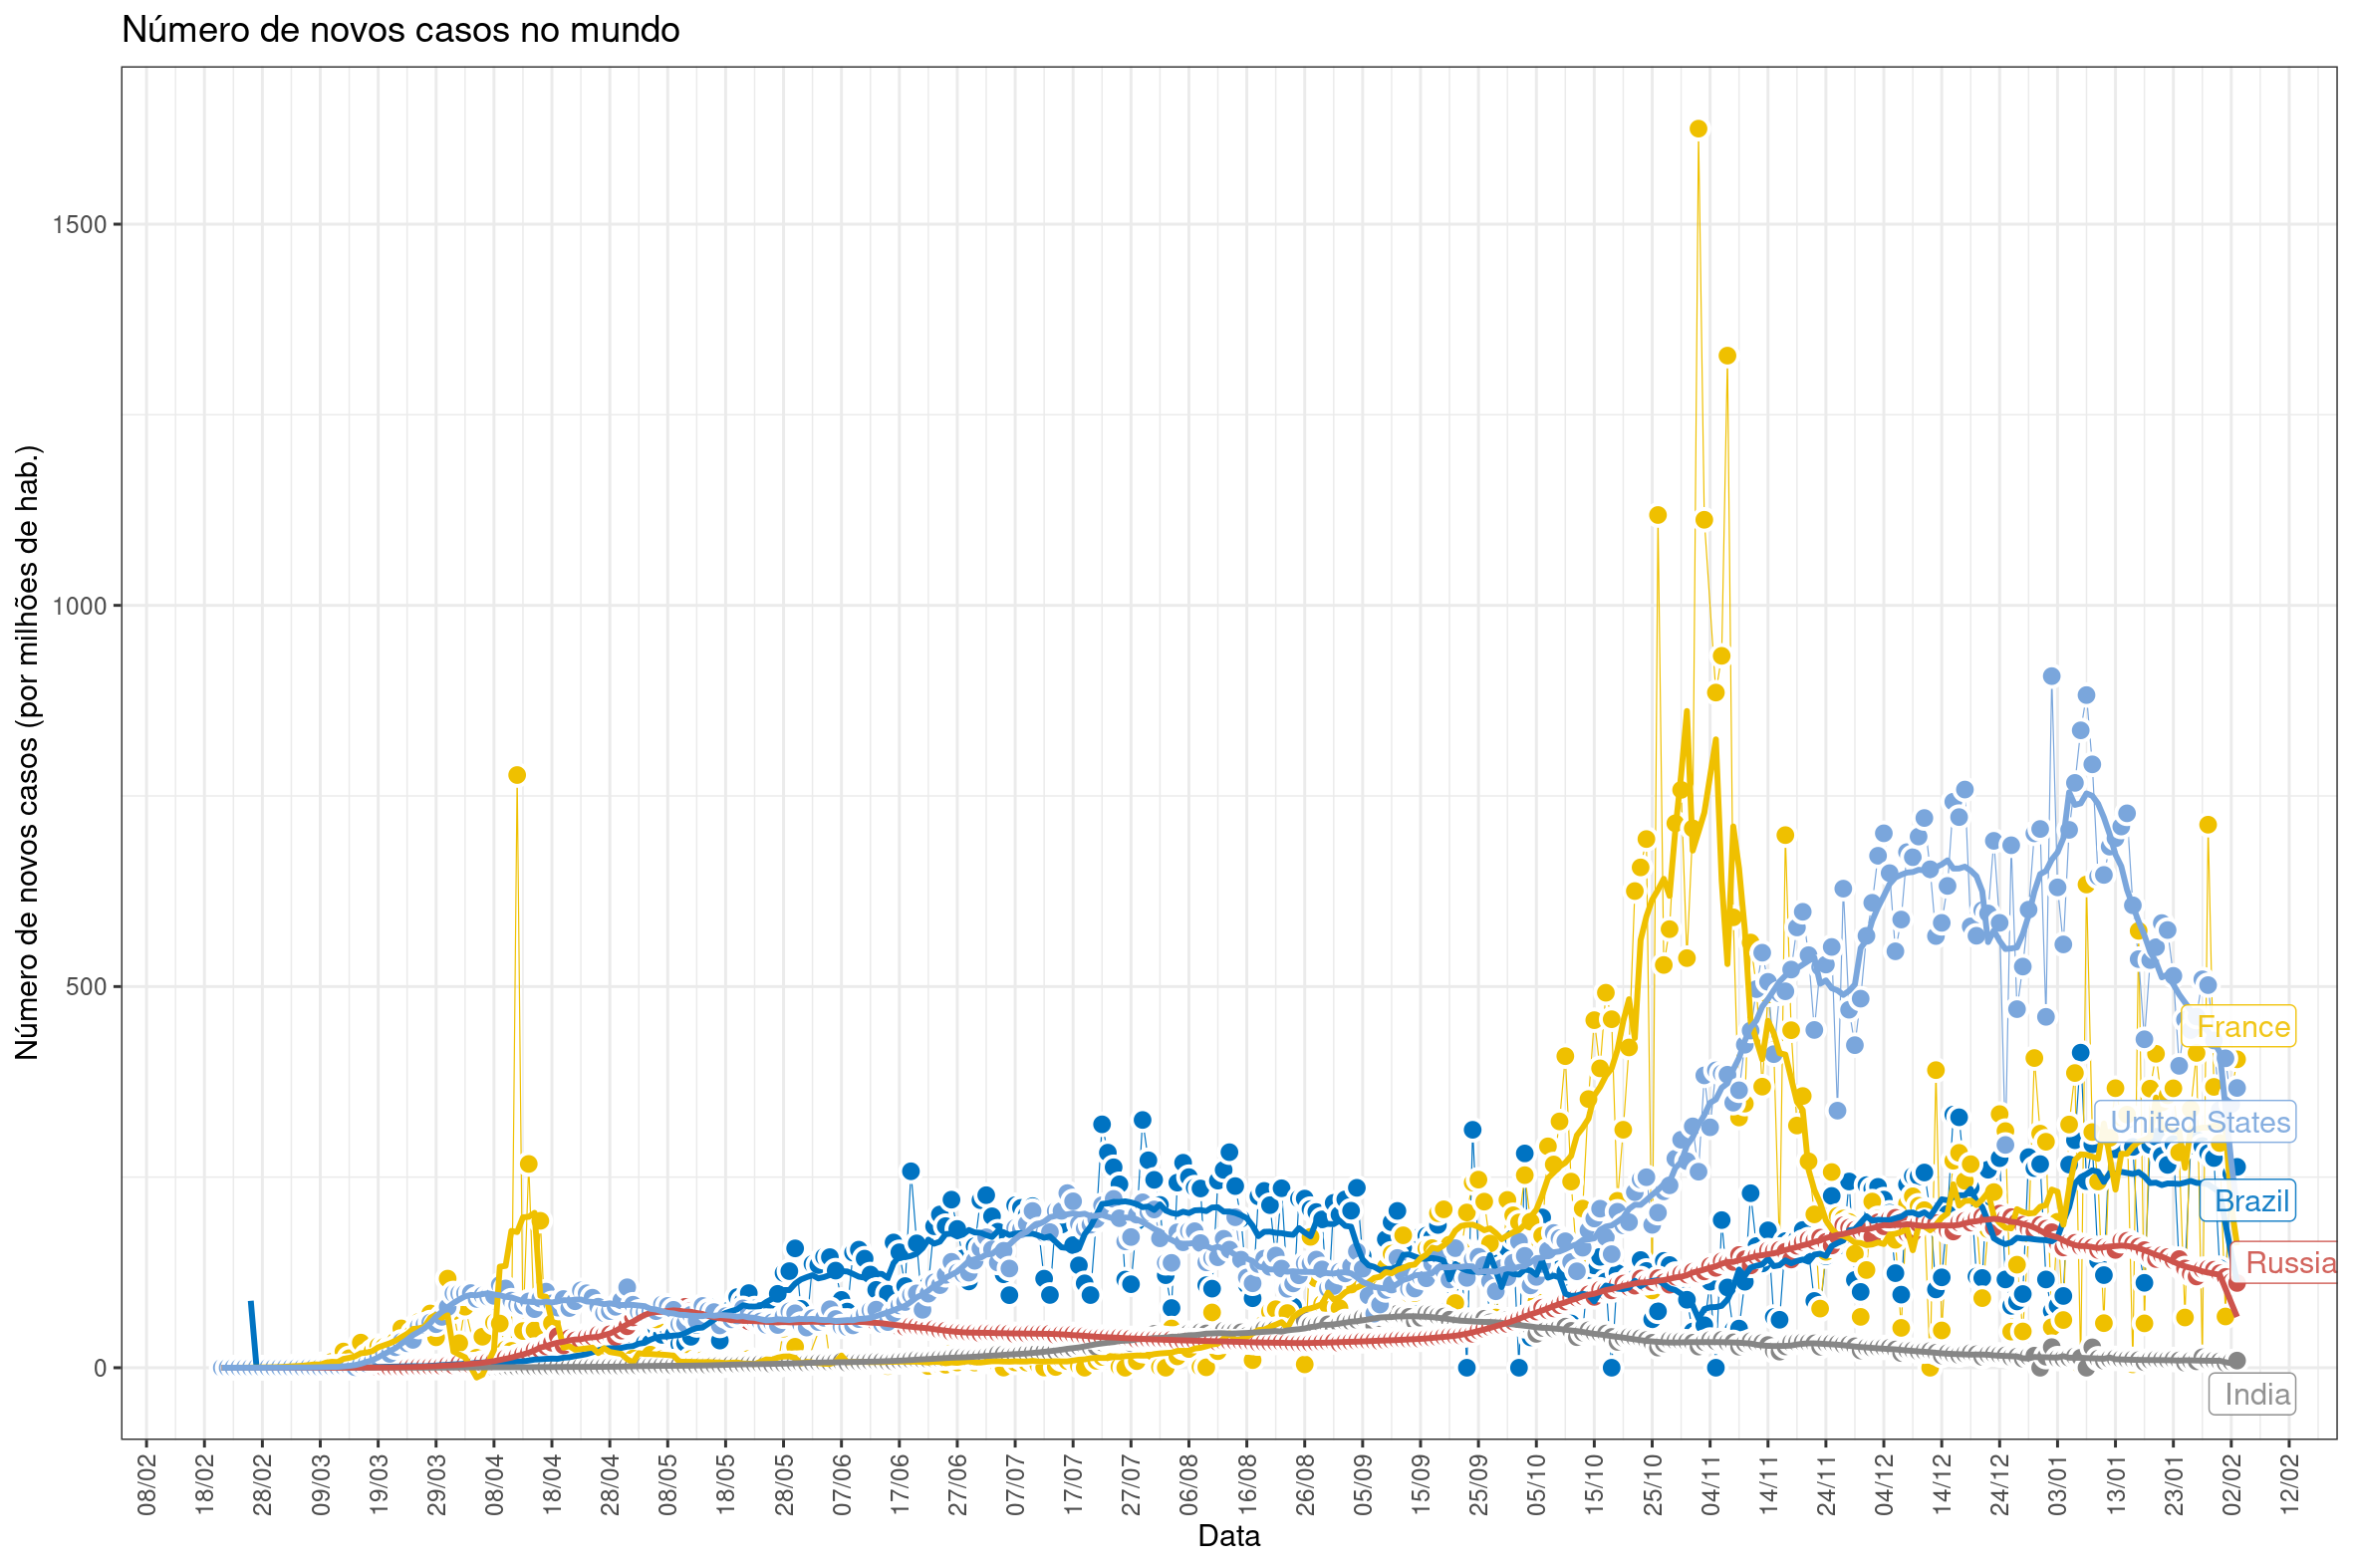 Número de novos casos no mundo
Número de novos casos (por milhões de hab.)
1500
1000
500
0
France
United States
Brazil
Russia
India
08/02 18/02 28/02 09/03 19/03 29/03 08/04 18/04 28/04 08/05 18/05 28/05 07/06 17/06 27/06 07/07 17/07 27/07 06/08 16/08 26/08 05/09 15/09 25/09 05/10 15/10 25/10 04/11 14/11 24/11 04/12 14/12 24/12 03/01 13/01 23/01 02/02 12/02
Data